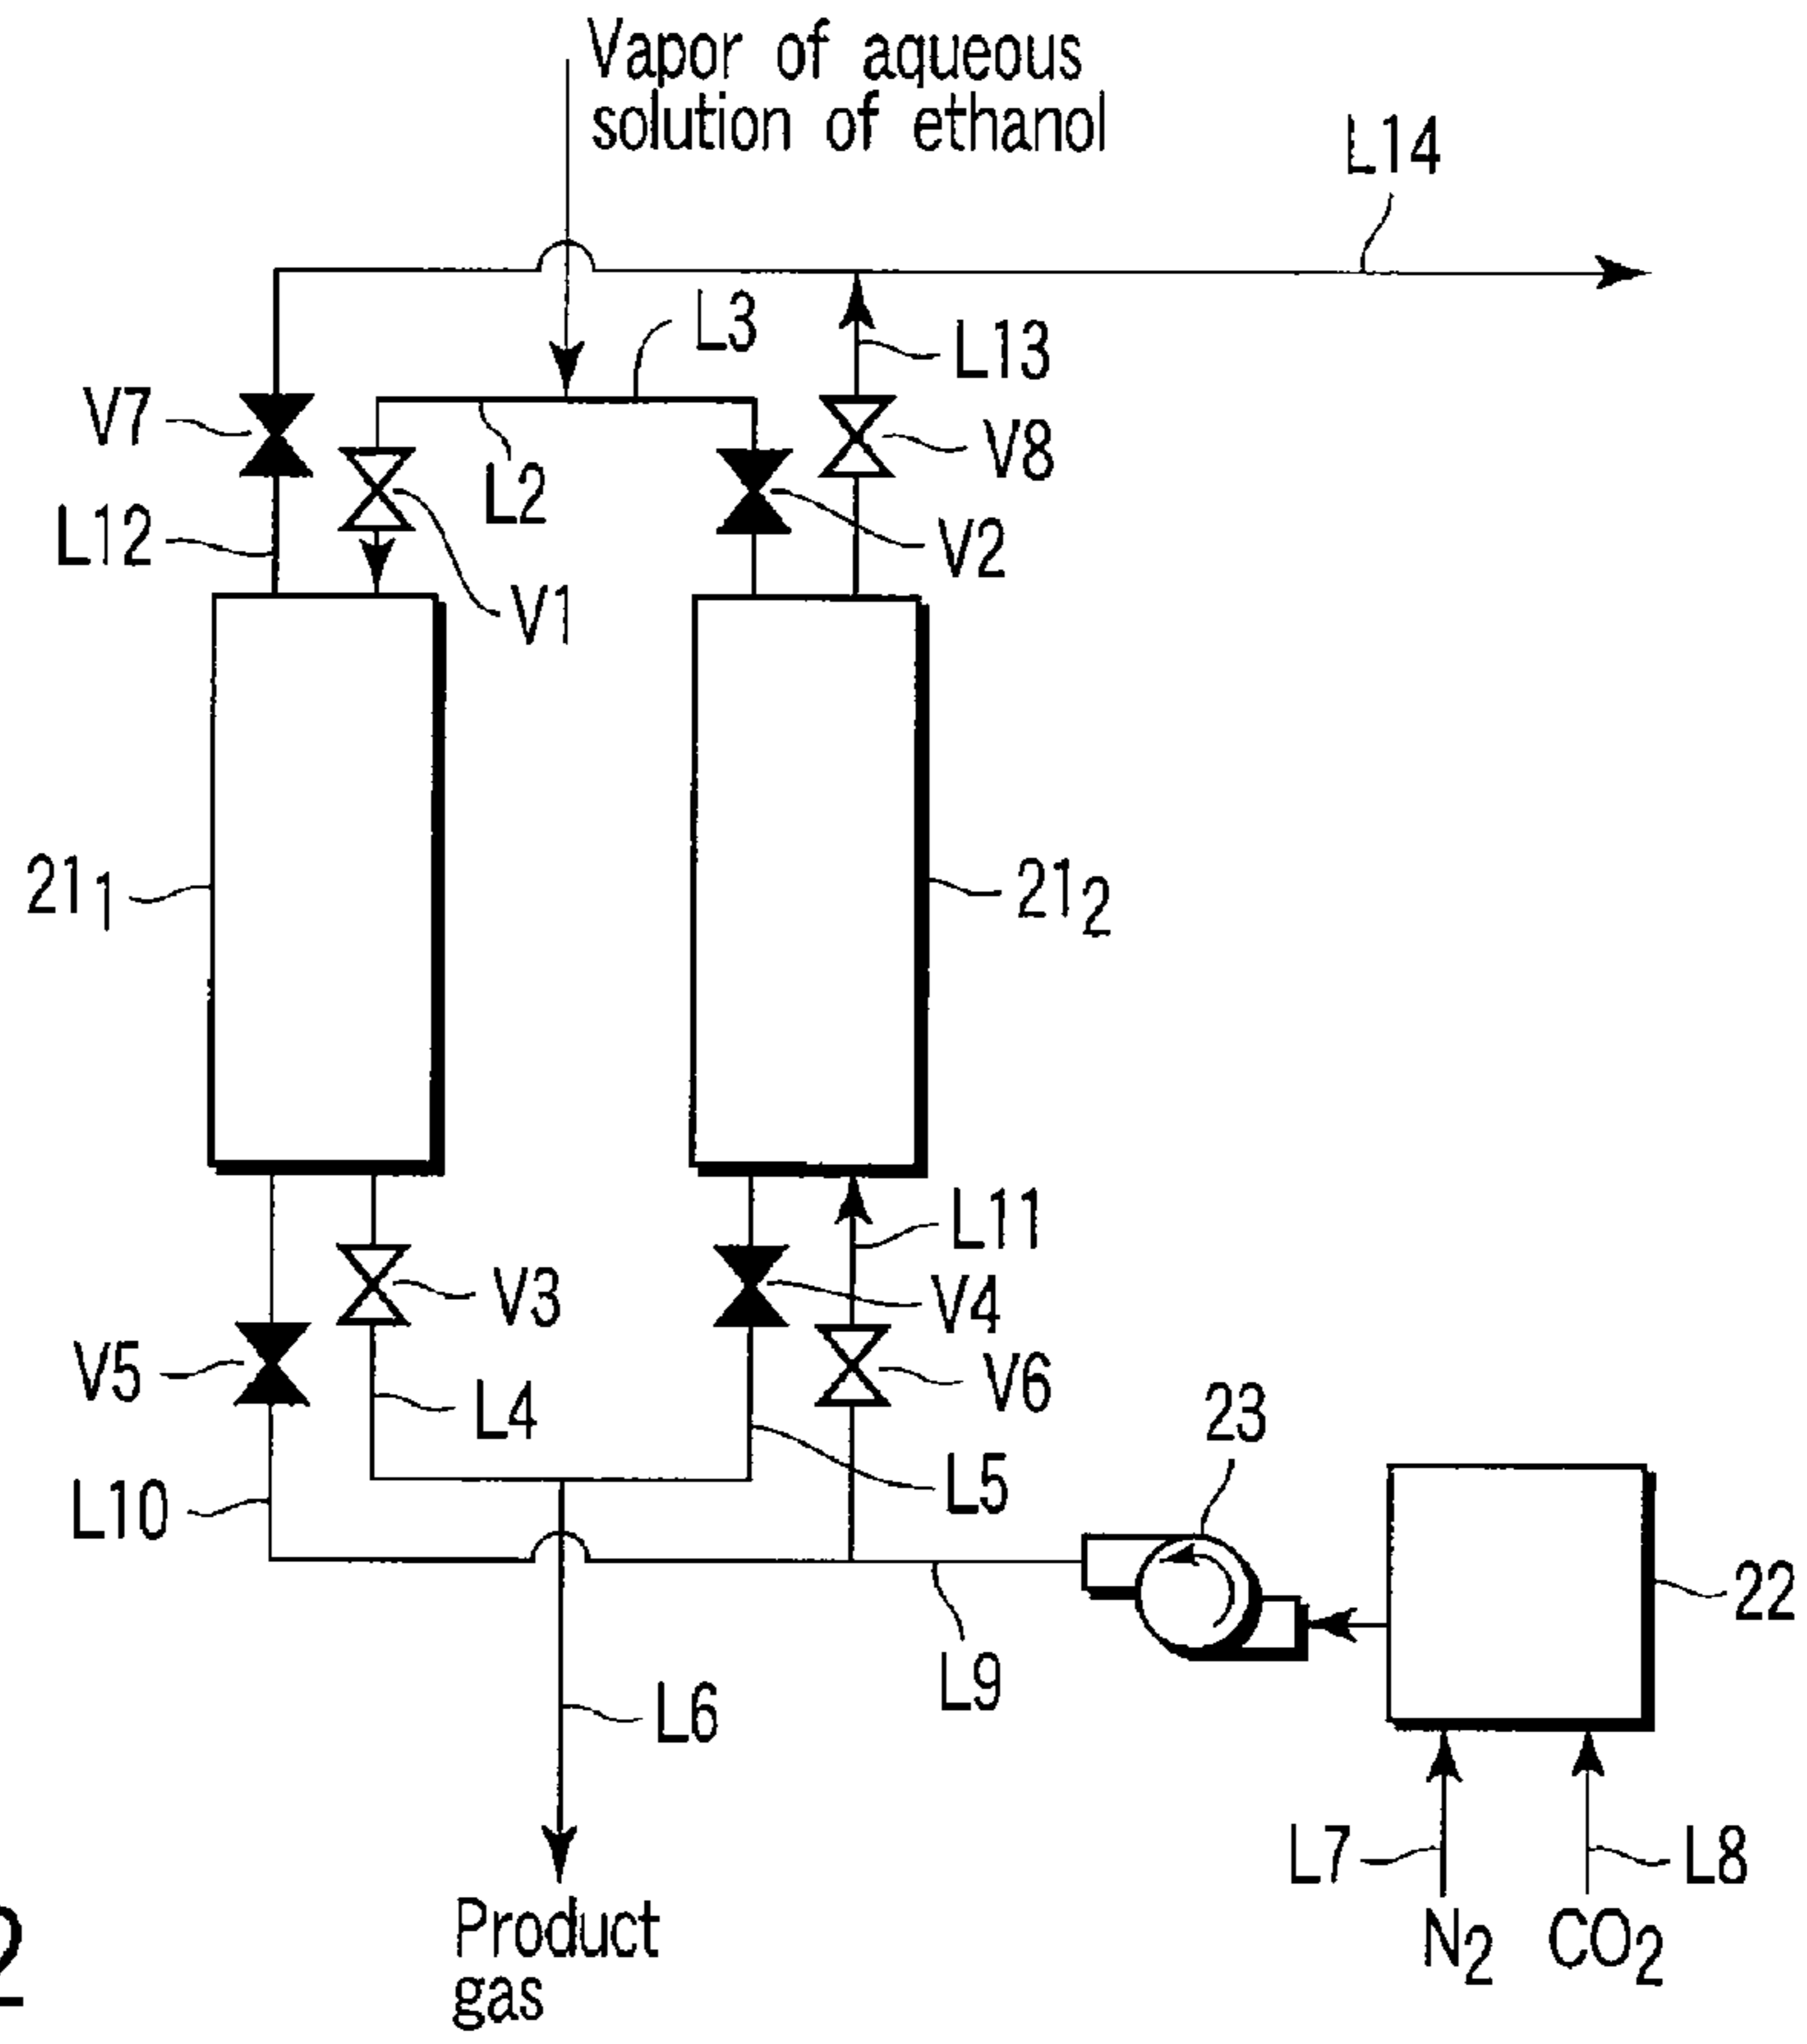 Vapor of aqueous
solution of ethanol
L14
L3
L13
V7
V8
L2
L12
V2
V1
21₁
21₂
L11
V3
V4
V5
V6
L4
23
L5
L10
22
L9
L6
L7
L8
Product
gas
N₂
CO₂
2